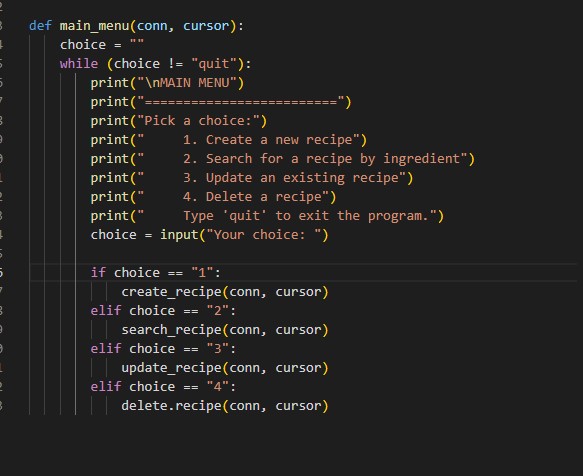 def main_menu(conn, cursor):
    choice = ""
    while (choice != "quit"):
        print("\nMAIN MENU")
        print("=========================")
        print("Pick a choice:")
        print("     1. Create a new recipe")
        print("     2. Search for a recipe by ingredient")
        print("     3. Update an existing recipe")
        print("     4. Delete a recipe")
        print("     Type 'quit' to exit the program.")
        choice = input("Your choice: ")

        if choice == "1":
            create_recipe(conn, cursor)
        elif choice == "2":
            search_recipe(conn, cursor)
        elif choice == "3":
            update_recipe(conn, cursor)
        elif choice == "4":
            delete.recipe(conn, cursor)